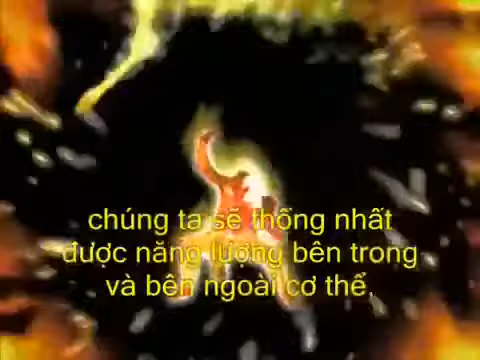 chúng ta sẽ thống nhất
được năng lượng bên trong
và bên ngoài cơ thể,